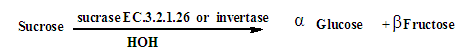 Sucrose sucrase EC.3.2.1.26 or invertase α Glucose + β Fructose
HOH